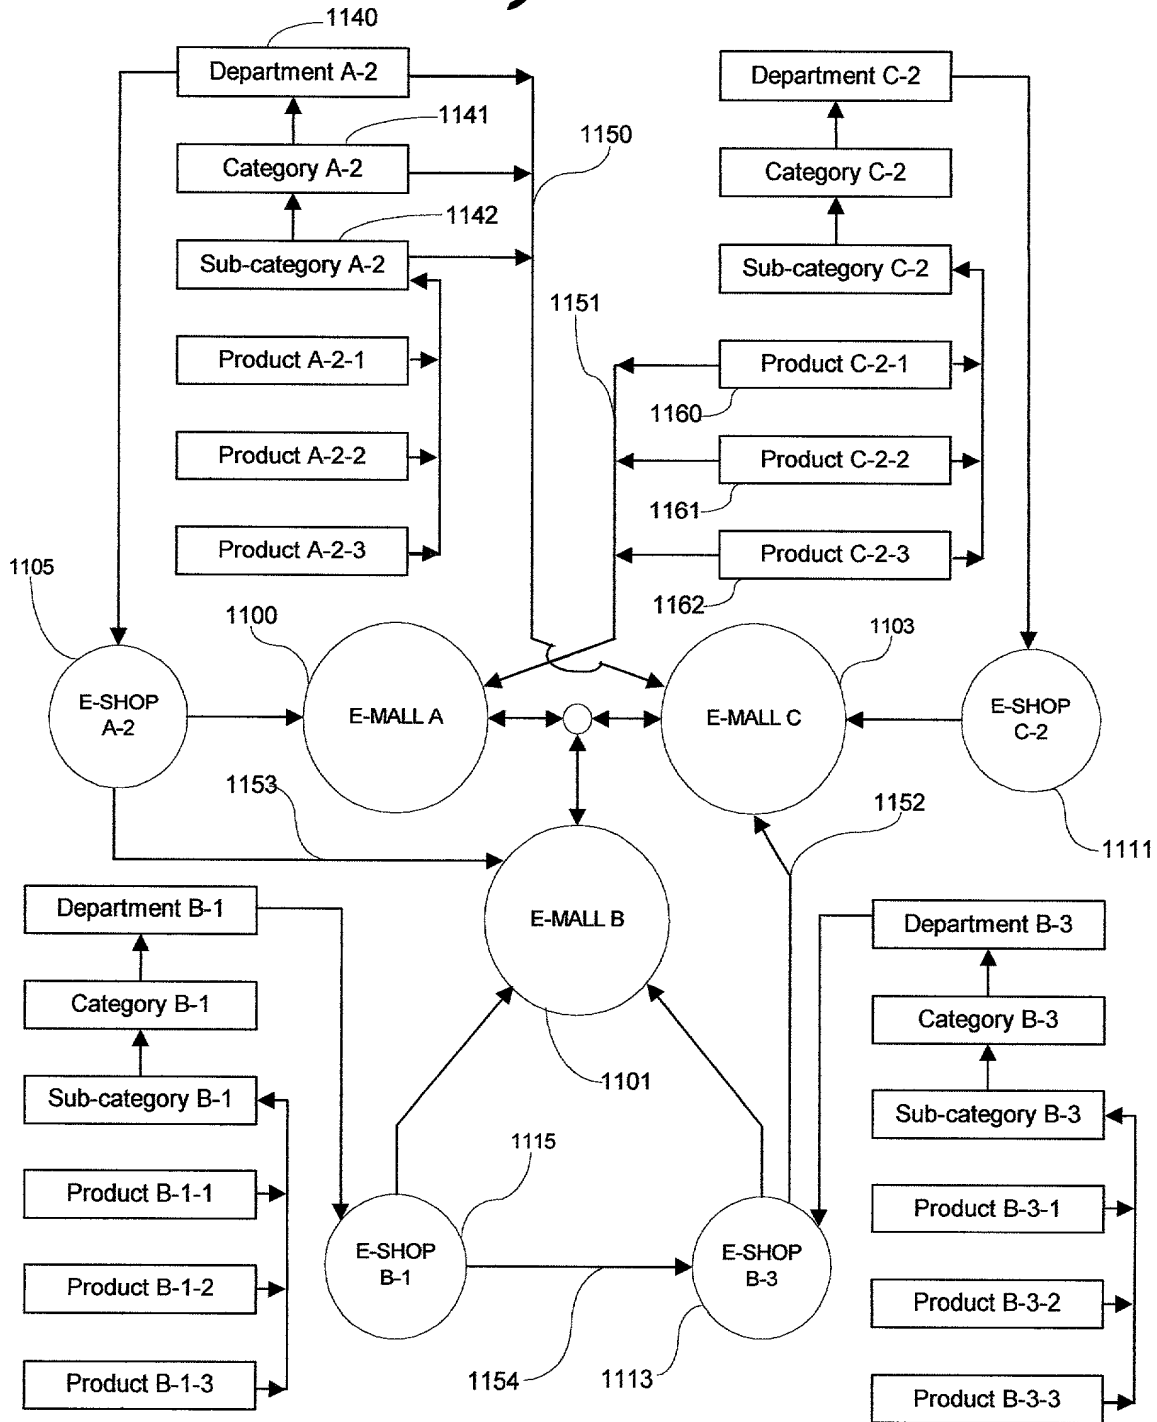 1140
Department A-2
Department C-2
1141
1150
Category A-2
Category C-2
1142
Sub-category A-2
Sub-category C-2
1151
Product A-2-1
Product C-2-1
1160
Product A-2-2
Product C-2-2
1161
Product A-2-3
Product C-2-3
1105
1162
1100
1103
E-SHOP
A-2
E-MALL A
E-MALL C
E-SHOP
C-2
1153
1152
1111
Department B-1
E-MALL B
Department B-3
Category B-1
Category B-3
1101
Sub-category B-1
Sub-category B-3
1115
Product B-1-1
Product B-3-1
E-SHOP
B-1
E-SHOP
B-3
Product B-1-2
Product B-3-2
1154
1113
Product B-1-3
Product B-3-3